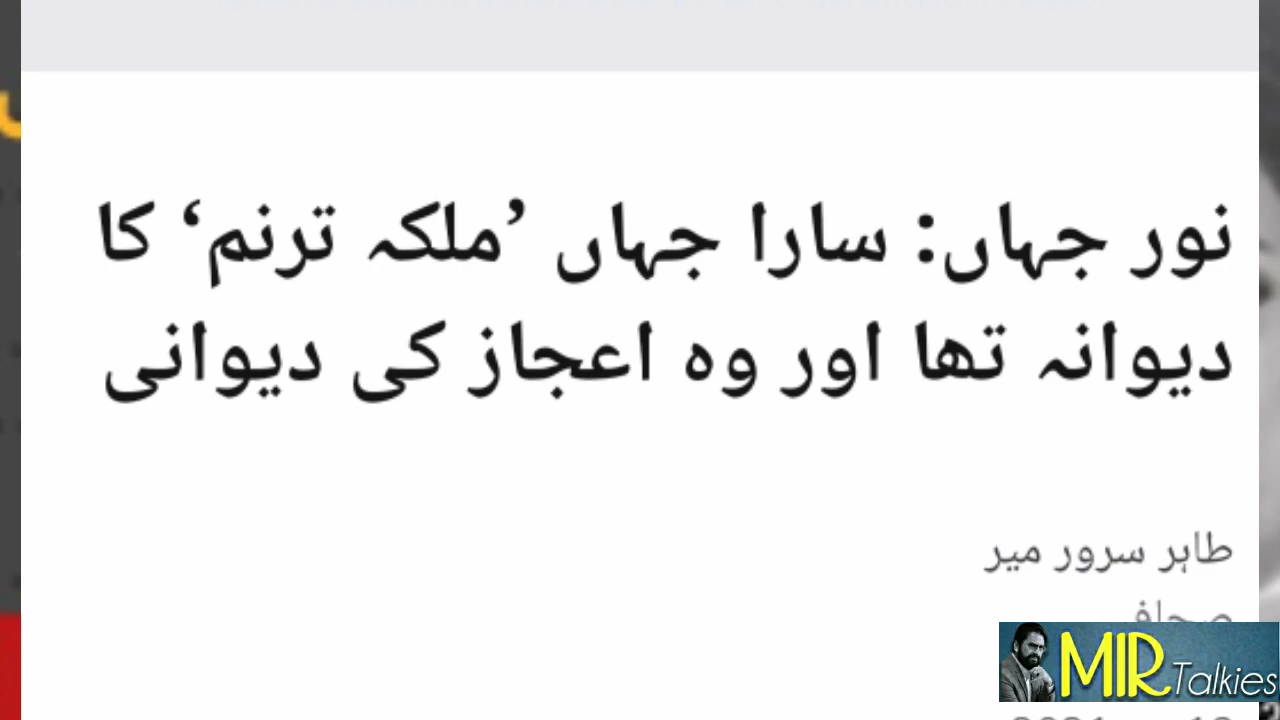 نور جہاں: سارا جہاں ’ملکہ ترنم‘ کا
دیوانہ تھا اور وہ اعجاز کی دیوانی
طاہر سرور میر
MIR Talkies